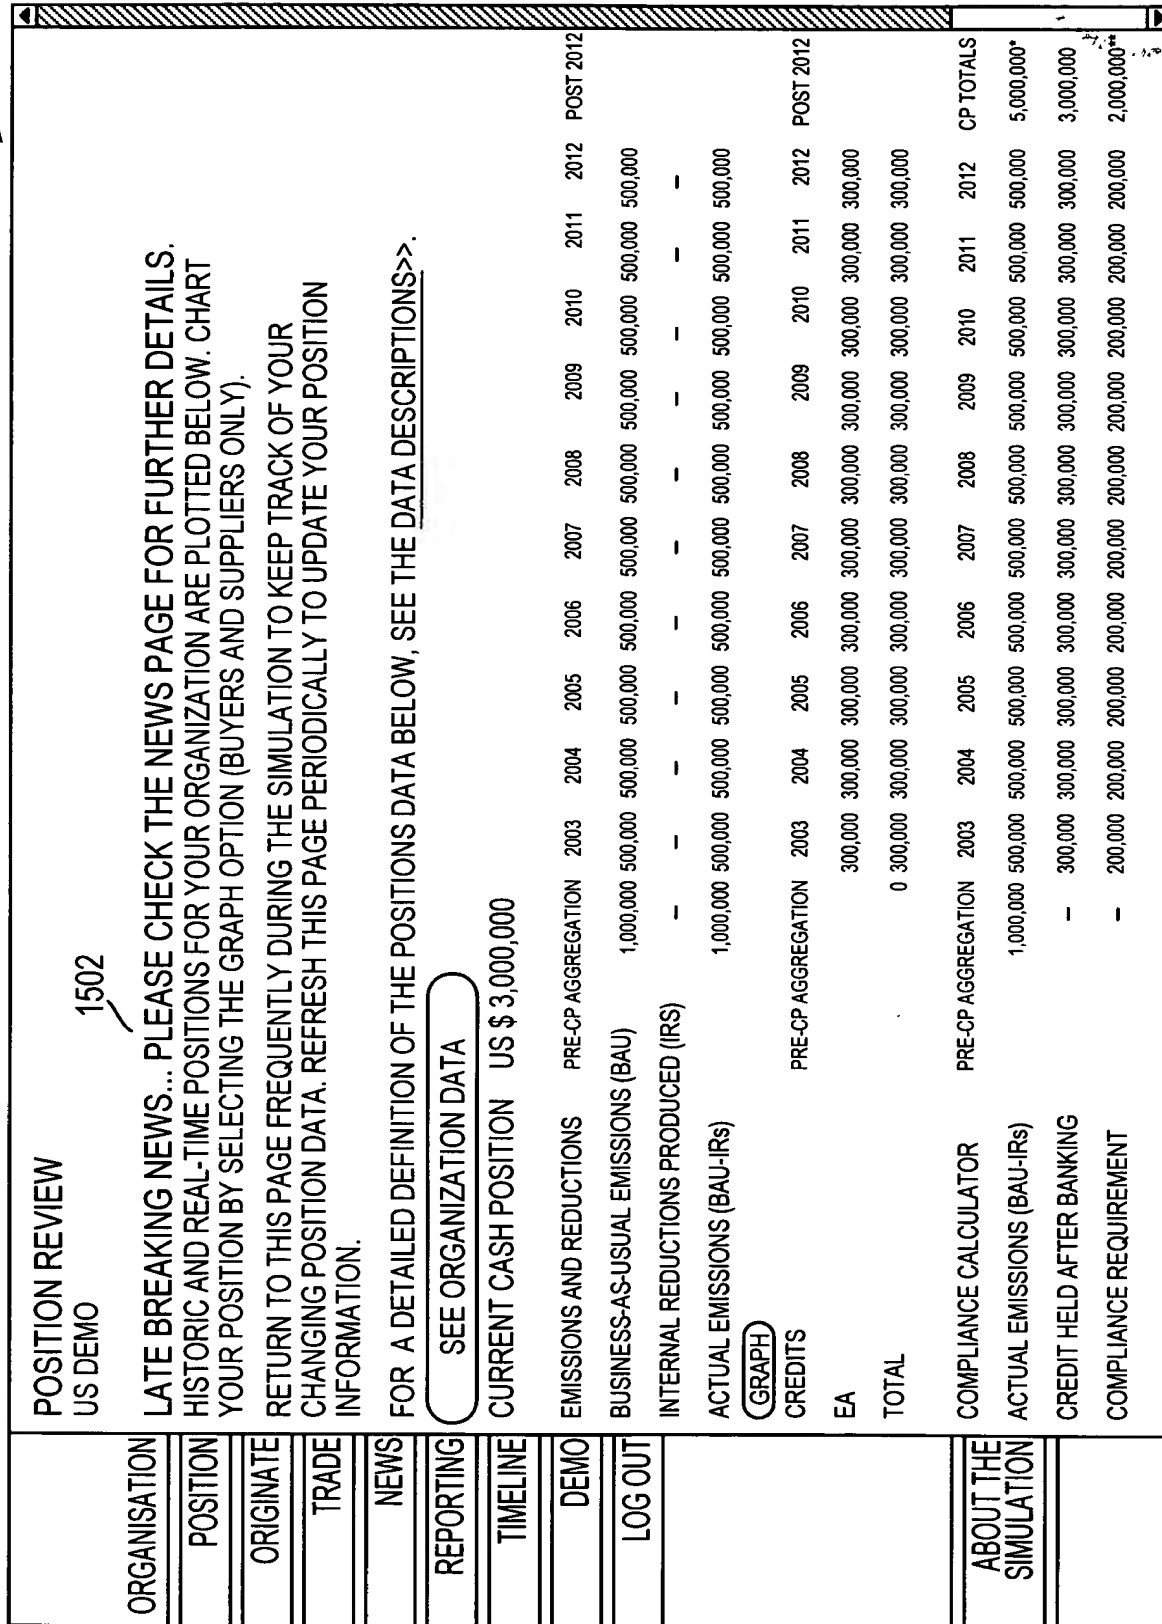 POSITION REVIEW
US DEMO
1502
LATE BREAKING NEWS... PLEASE CHECK THE NEWS PAGE FOR FURTHER DETAILS.
HISTORIC AND REAL-TIME POSITIONS FOR YOUR ORGANIZATION ARE PLOTTED BELOW. CHART
YOUR POSITION BY SELECTING THE GRAPH OPTION (BUYERS AND SUPPLIERS ONLY).
RETURN TO THIS PAGE FREQUENTLY DURING THE SIMULATION TO KEEP TRACK OF YOUR
CHANGING POSITION DATA. REFRESH THIS PAGE PERIODICALLY TO UPDATE YOUR POSITION
INFORMATION.
FOR A DETAILED DEFINITION OF THE POSITIONS DATA BELOW, SEE THE DATA DESCRIPTIONS>>.
SEE ORGANIZATION DATA
CURRENT CASH POSITION US $ 3,000,000
EMISSIONS AND REDUCTIONS PRE-CP AGGREGATION 2003 2004 2005 2006 2007 2008 2009 2010 2011 2012 POST 2012
BUSINESS-AS-USUAL EMISSIONS (BAU) 1,000,000 500,000 500,000 500,000 500,000 500,000 500,000 500,000 500,000 500,000 500,000
INTERNAL REDUCTIONS PRODUCED (IRS) – – – – – – – – – – –
ACTUAL EMISSIONS (BAU-IRs) 1,000,000 500,000 500,000 500,000 500,000 500,000 500,000 500,000 500,000 500,000 500,000
GRAPH
CREDITS PRE-CP AGGREGATION 2003 2004 2005 2006 2007 2008 2009 2010 2011 2012 POST 2012
EA 300,000 300,000 300,000 300,000 300,000 300,000 300,000 300,000 300,000 300,000
TOTAL 0 300,000 300,000 300,000 300,000 300,000 300,000 300,000 300,000 300,000 300,000
COMPLIANCE CALCULATOR PRE-CP AGGREGATION 2003 2004 2005 2006 2007 2008 2009 2010 2011 2012 CP TOTALS
ACTUAL EMISSIONS (BAU-IRs) 1,000,000 500,000 500,000 500,000 500,000 500,000 500,000 500,000 500,000 500,000 500,000 5,000,000*
CREDIT HELD AFTER BANKING – 300,000 300,000 300,000 300,000 300,000 300,000 300,000 300,000 300,000 300,000 3,000,000
COMPLIANCE REQUIREMENT – 200,000 200,000 200,000 200,000 200,000 200,000 200,000 200,000 200,000 200,000 2,000,000**
ORGANISATION
POSITION
ORIGINATE
TRADE
NEWS
REPORTING
TIMELINE
DEMO
LOG OUT
ABOUT THE
SIMULATION